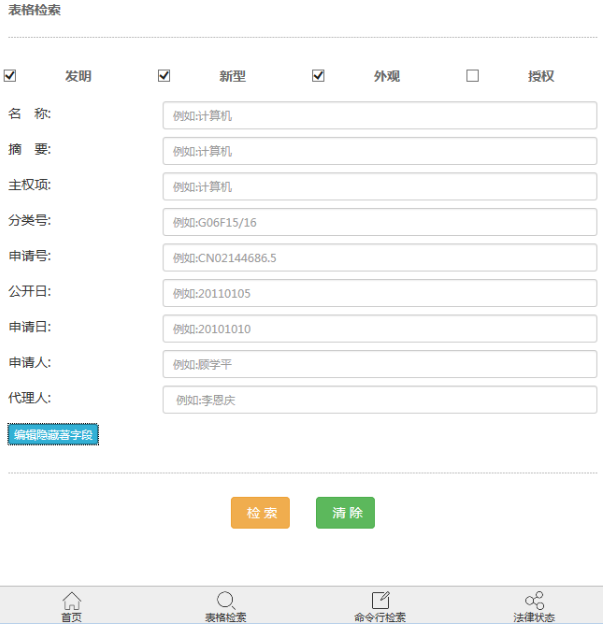 表格检索
发明 新型 外观 授权
名 称: 例如:计算机
摘 要: 例如:计算机
主权项: 例如:计算机
分类号: 例如:G06F15/16
申请号: 例如:CN02144686.5
公开日: 例如:20110105
申请日: 例如:20101010
申请人: 例如:顾学平
代理人: 例如:李恩庆
编辑隐藏著字段
检 索 清 除
首页 表格检索 命令行检索 法律状态